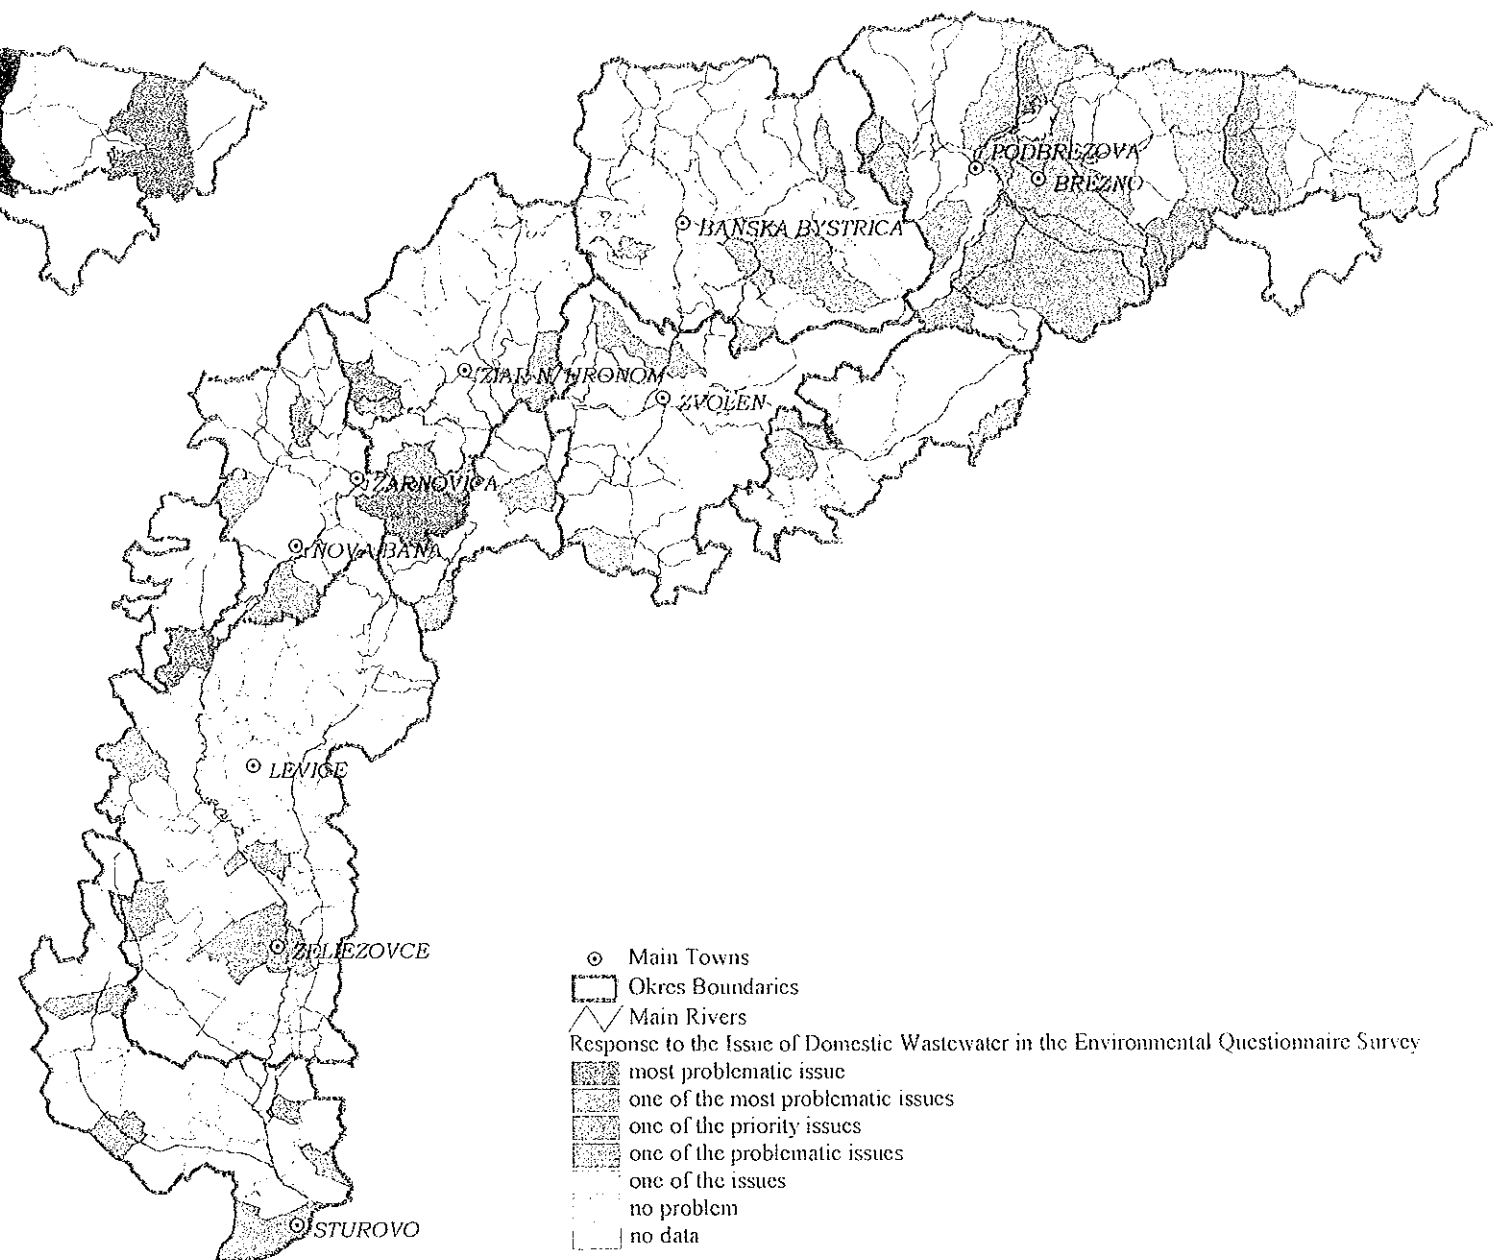 PODBREZOVA
BREZNO
BANSKA BYSTRICA
ZIAR N/HRONOM
ZVOLEN
ZARNOVICA
NOVA BANA
LEVICE
ZELIEZOVCE
Main Towns
Okres Boundaries
Main Rivers
Response to the Issue of Domestic Wastewater in the Environmental Questionnaire Survey
most problematic issue
one of the most problematic issues
one of the priority issues
one of the problematic issues
one of the issues
no problem
no data
STUROVO